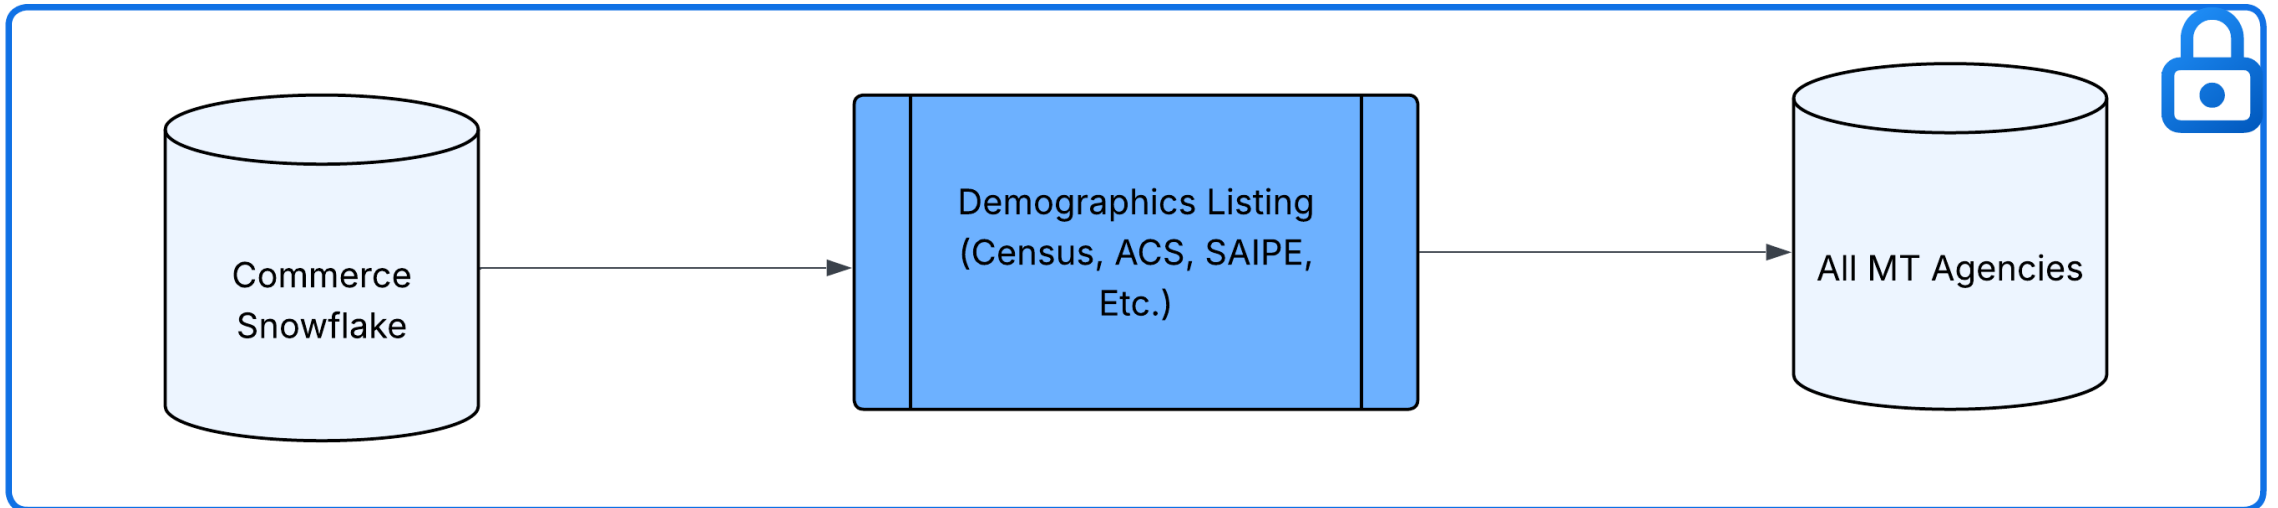 Commerce
Snowflake
Demographics Listing
(Census, ACS, SAIPE,
Etc.)
All MT Agencies